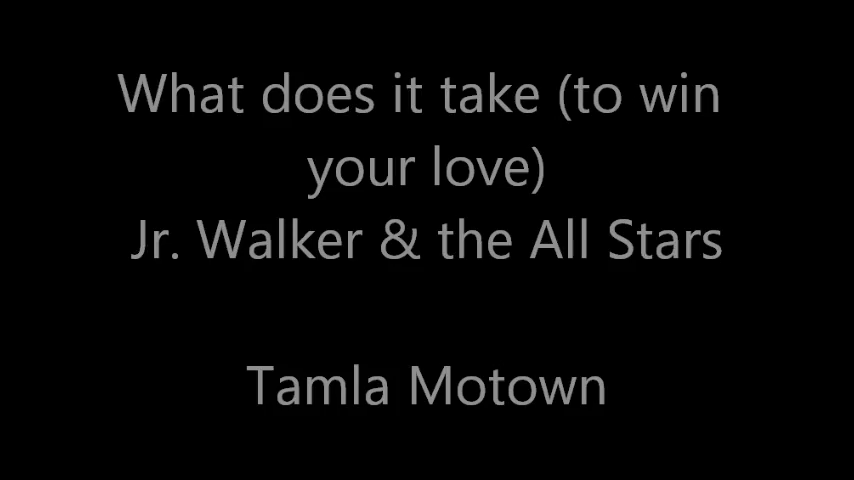 What does it take (to win
your love)
Jr. Walker & the All Stars
Tamla Motown